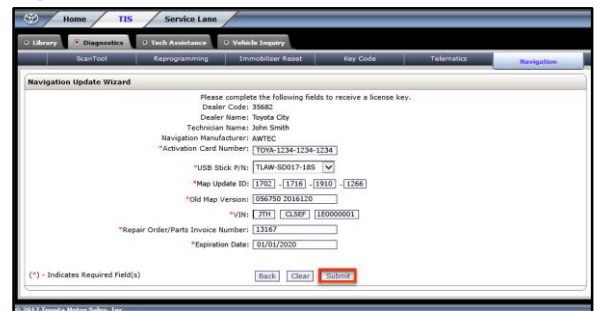 Home TIS Service Lane
Library Diagnostics Tech Assistance Vehicle Inquiry
ScanTool Reprogramming Immobilizer Reset Key Code Telematics Navigation
Navigation Update Wizard
Please complete the following fields to receive a license key.
Dealer Code: 35682
Dealer Name: Toyota City
Technician Name: John Smith
Navigation Manufacturer: AWTEC
*Activation Card Number: TOYA-1234-1234-1234
*USB Stick P/N: TLAW-SD017-18S
*Map Update ID: 1702 - 1716 - 1910 - 1266
*Old Map Version: 056750 2016120
*VIN: JTH CLSEF 1E0000001
*Repair Order/Parts Invoice Number: 13167
*Expiration Date: 01/01/2020
(*) - Indicates Required Field(s) Back Clear Submit
© 2017 Toyota Motor Sales, Inc.